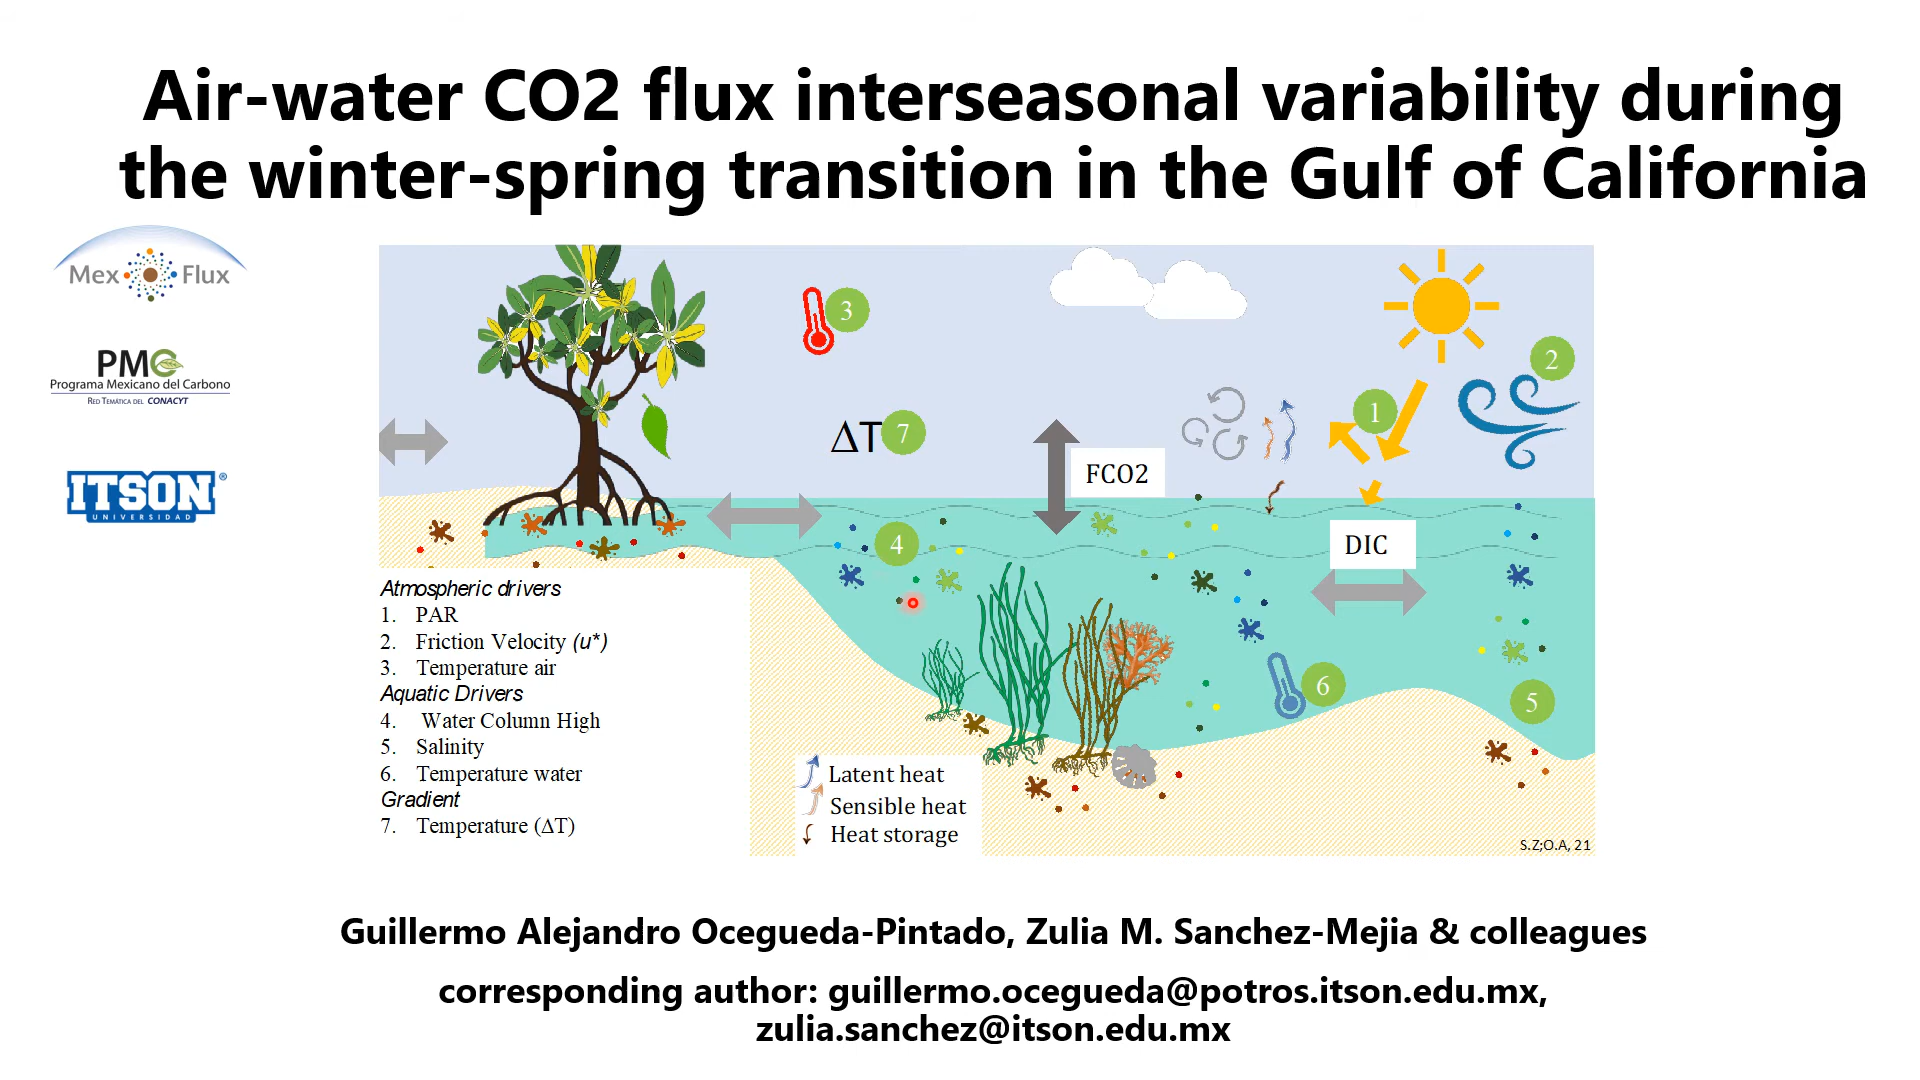 Air-water CO2 flux interseasonal variability during
the winter-spring transition in the Gulf of California
Mex Flux
PMC
Programa Mexicano del Carbono
RED TEMÁTICA DEL CONACYT
ITSON®
UNIVERSIDAD
3
2
1
ΔT 7
FCO2
4
DIC
6
5
Atmospheric drivers
1. PAR
2. Friction Velocity (u*)
3. Temperature air
Aquatic Drivers
4. Water Column High
5. Salinity
6. Temperature water
Gradient
7. Temperature (ΔT)
Latent heat
Sensible heat
Heat storage
S.Z;O.A, 21
Guillermo Alejandro Ocegueda-Pintado, Zulia M. Sanchez-Mejia & colleagues
corresponding author: guillermo.ocegueda@potros.itson.edu.mx,
zulia.sanchez@itson.edu.mx